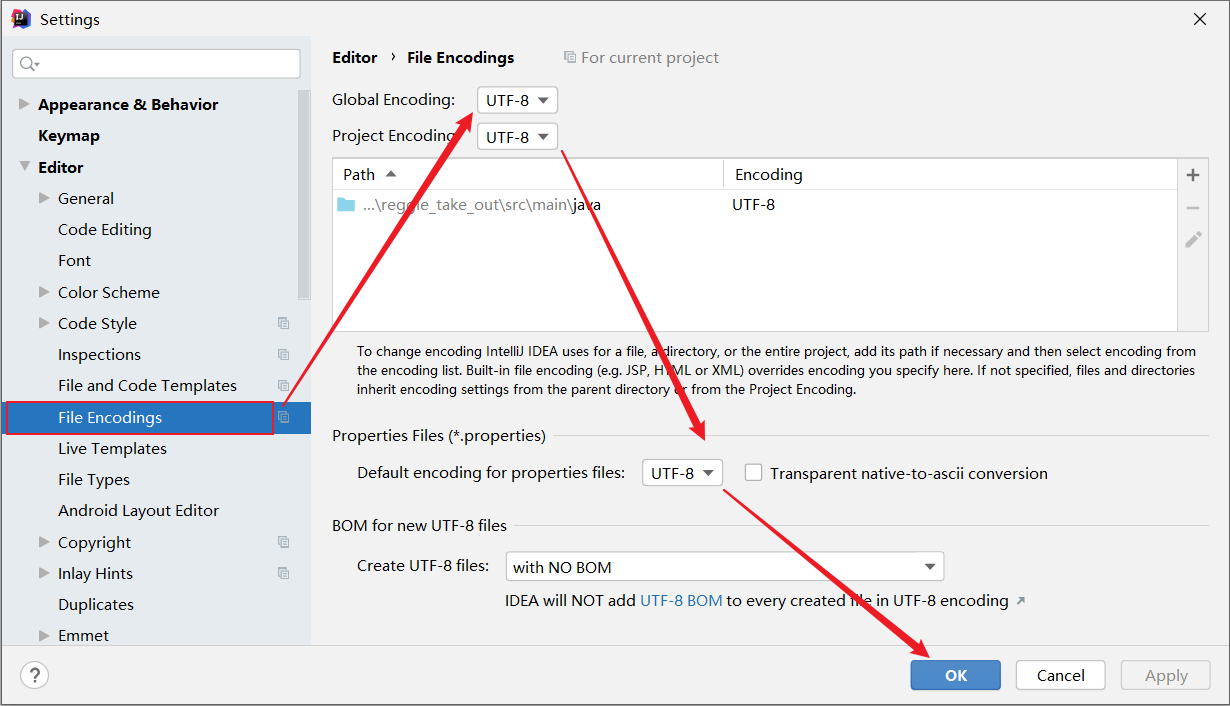 Settings
Editor › File Encodings For current project
Appearance & Behavior
Keymap
Editor
General
Code Editing
Font
Color Scheme
Code Style
Inspections
File and Code Templates
File Encodings
Live Templates
File Types
Android Layout Editor
Copyright
Inlay Hints
Duplicates
Emmet
Global Encoding: UTF-8
Project Encoding UTF-8
Path Encoding
...\reggie_take_out\src\main\java UTF-8
To change encoding IntelliJ IDEA uses for a file, a directory, or the entire project, add its path if necessary and then select encoding from
the encoding list. Built-in file encoding (e.g. JSP, HTML or XML) overrides encoding you specify here. If not specified, files and directories
inherit encoding settings from the parent directory or from the Project Encoding.
Properties Files (*.properties)
Default encoding for properties files: UTF-8 Transparent native-to-ascii conversion
BOM for new UTF-8 files
Create UTF-8 files: with NO BOM
IDEA will NOT add UTF-8 BOM to every created file in UTF-8 encoding ↗
? OK Cancel Apply